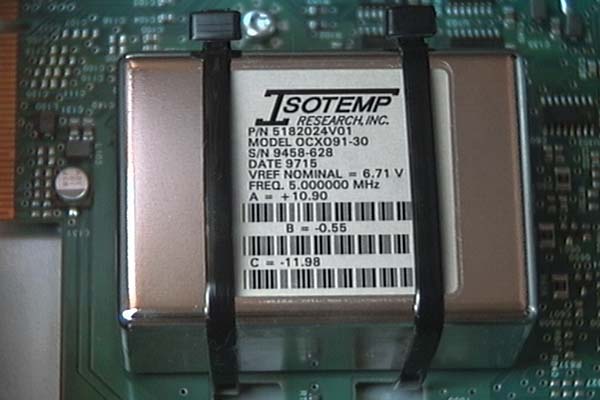 ISOTEMP
RESEARCH, INC.
P/N 5182024V01
MODEL OCXO91-30
S/N 9458-628
DATE 9715
VREF NOMINAL = 6.71 V
FREQ. 5.000000 MHz
A = +10.90
B = -0.55
C = -11.98